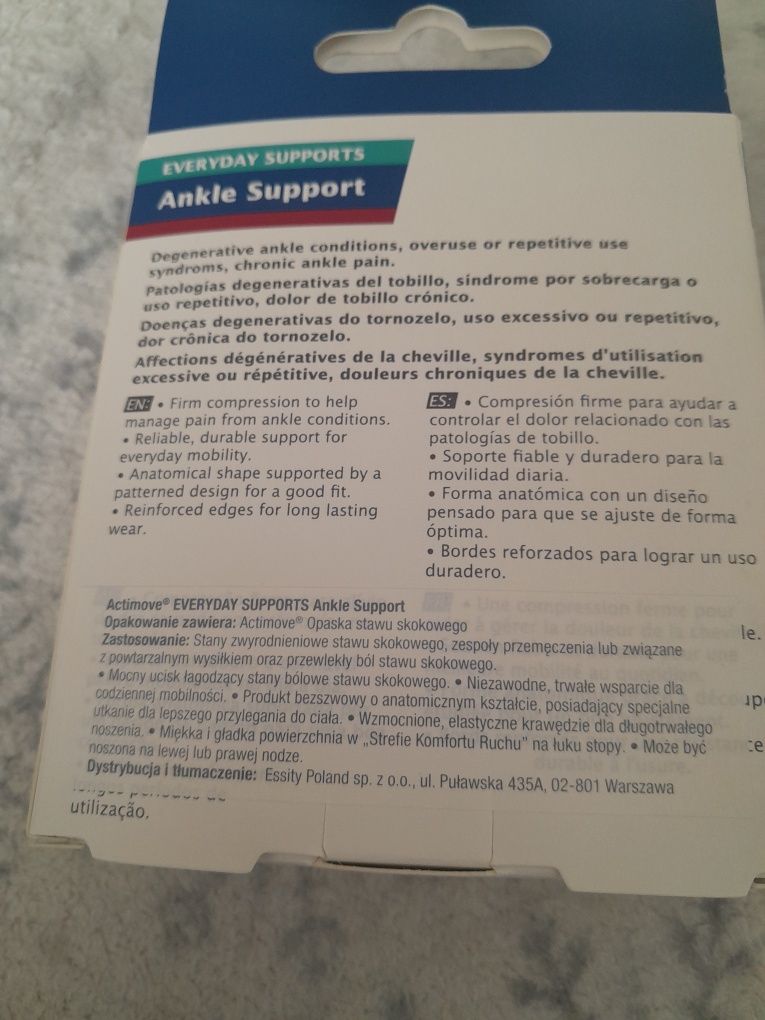 EVERYDAY SUPPORTS
Ankle Support
Degenerative ankle conditions, overuse or repetitive use
syndroms, chronic ankle pain.
Patologías degenerativas del tobillo, síndrome por sobrecarga o
uso repetitivo, dolor de tobillo crónico.
Doenças degenerativas do tornozelo, uso excessivo ou repetitivo,
dor crônica do tornozelo.
Affections dégénératives de la cheville, syndromes d'utilisation
excessive ou répétitive, douleurs chroniques de la cheville.
EN: • Firm compression to help
manage pain from ankle conditions.
• Reliable, durable support for
everyday mobility.
• Anatomical shape supported by a
patterned design for a good fit.
• Reinforced edges for long lasting
wear.
ES: • Compresión firme para ayudar a
controlar el dolor relacionado con las
patologías de tobillo.
• Soporte fiable y duradero para la
movilidad diaria.
• Forma anatómica con un diseño
pensado para que se ajuste de forma
óptima.
• Bordes reforzados para lograr un uso
duradero.
Actimove® EVERYDAY SUPPORTS Ankle Support
Opakowanie zawiera: Actimove® Opaska stawu skokowego
Zastosowanie: Stany zwyrodnieniowe stawu skokowego, zespoły przemęczenia lub związane
z powtarzalnym wysiłkiem oraz przewlekły ból stawu skokowego.
• Mocny ucisk łagodzący stany bólowe stawu skokowego. • Niezawodne, trwałe wsparcie dla
codziennej mobilności. • Produkt bezszwowy o anatomicznym kształcie, posiadający specjalne
utkanie dla lepszego przylegania do ciała. • Wzmocnione, elastyczne krawędzie dla długotrwałego
noszenia. • Miękka i gładka powierzchnia w „Strefie Komfortu Ruchu" na łuku stopy. • Może być
noszona na lewej lub prawej nodze.
Dystrybucja i tłumaczenie: Essity Poland sp. z o.o., ul. Puławska 435A, 02-801 Warszawa
le.
utilização.